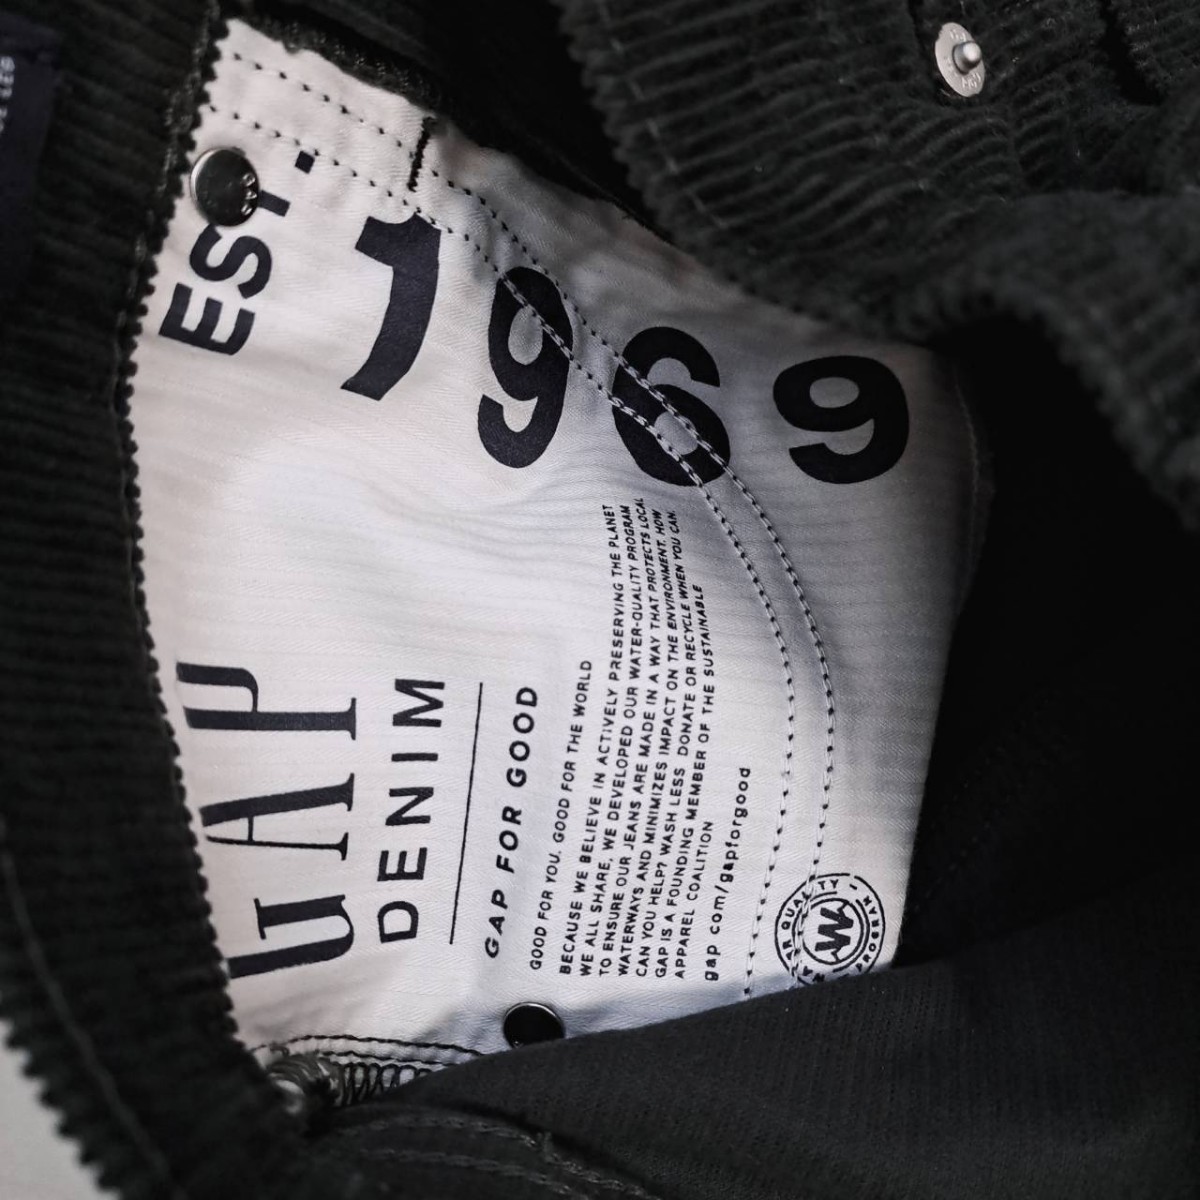 GAP
DENIM
EST.
1969
GAP FOR GOOD
GOOD FOR YOU. GOOD FOR THE WORLD
BECAUSE WE BELIEVE IN ACTIVELY PRESERVING THE PLANET
WE ALL SHARE, WE DEVELOPED OUR WATER-QUALITY PROGRAM
TO ENSURE OUR JEANS ARE MADE IN A WAY THAT PROTECTS LOCAL
WATERWAYS AND MINIMIZES IMPACT ON THE ENVIRONMENT. HOW
CAN YOU HELP? WASH LESS. DONATE OR RECYCLE WHEN YOU CAN.
GAP IS A FOUNDING MEMBER OF THE SUSTAINABLE
APPAREL COALITION
gap.com/gapforgood